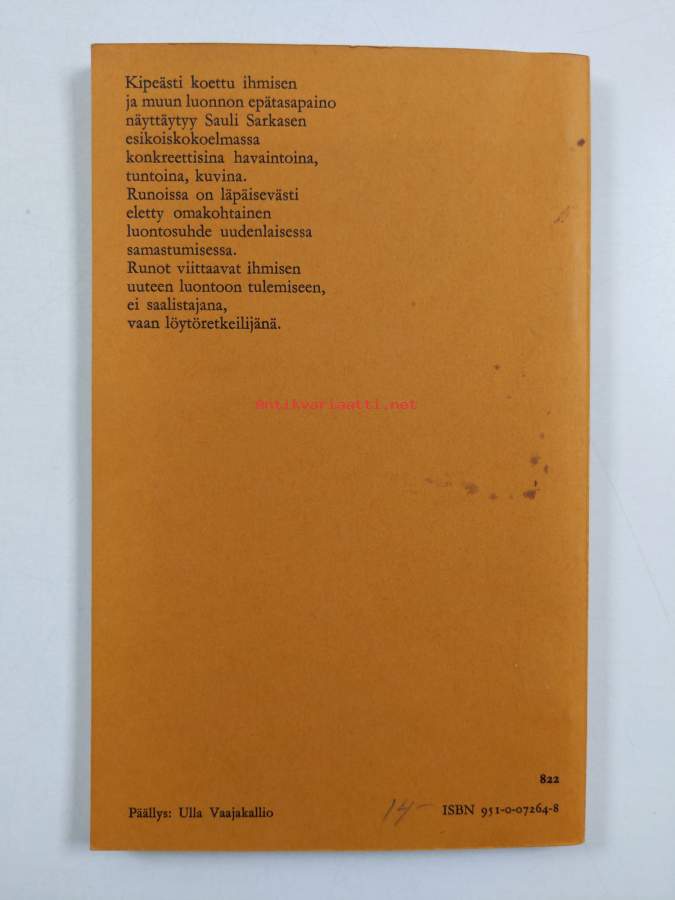 Kipeästi koettu ihmisen
ja muun luonnon epätasapaino
näyttäytyy Sauli Sarkasen
esikoiskokoelmassa
konkreettisina havaintoina,
tuntoina, kuvina.
Runoissa on läpäisevästi
eletty omakohtainen
luontosuhde uudenlaisessa
samastumisessa.
Runot viittaavat ihmisen
uuteen luontoon tulemiseen,
ei saalistajana,
vaan löytöretkeilijänä.
Antikvariaatti.net
822
Päällys: Ulla Vaajakallio 14- ISBN 951-0-07264-8